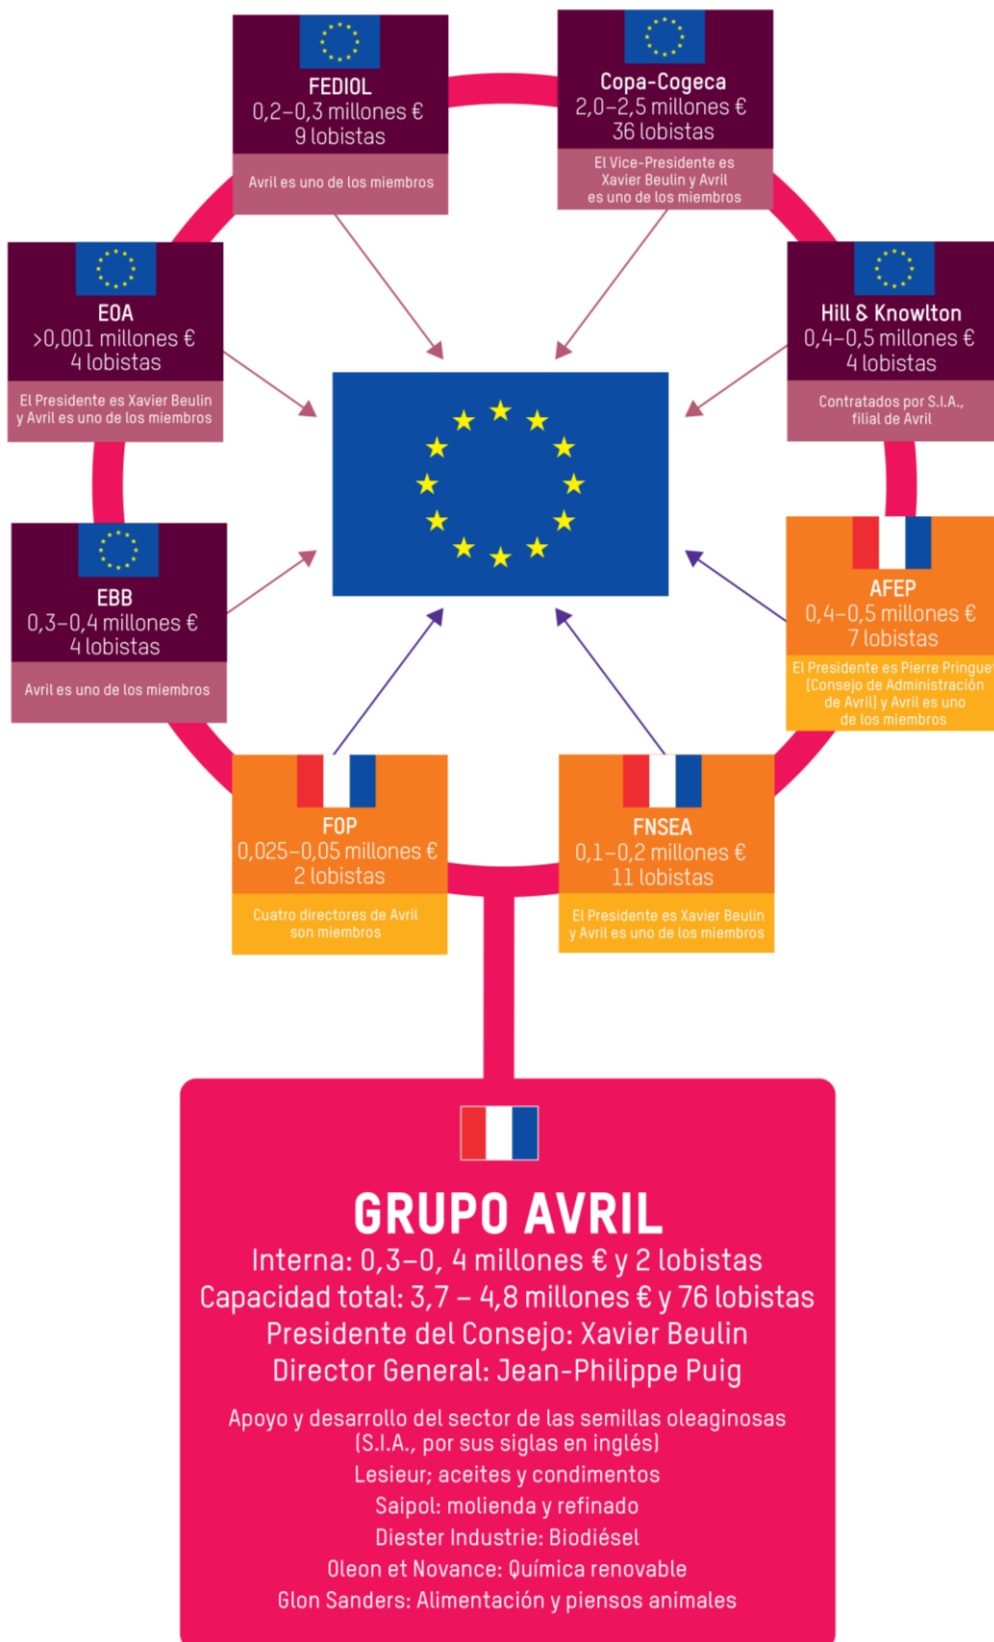 FEDIOL
0,2–0,3 millones €
9 lobistas
Avril es uno de los miembros
Copa-Cogeca
2,0–2,5 millones €
36 lobistas
El Vice-Presidente es
Xavier Beulin y Avril
es uno de los miembros
EOA
>0,001 millones €
4 lobistas
El Presidente es Xavier Beulin
y Avril es uno de los miembros
Hill & Knowlton
0,4–0,5 millones €
4 lobistas
Contratados por S.I.A.,
filial de Avril
EBB
0,3–0,4 millones €
4 lobistas
Avril es uno de los miembros
AFEP
0,4–0,5 millones €
7 lobistas
El Presidente es Pierre Pringuet
[Consejo de Administración
de Avril] y Avril es uno
de los miembros
FOP
0,025–0,05 millones €
2 lobistas
Cuatro directores de Avril
son miembros
FNSEA
0,1–0,2 millones €
11 lobistas
El Presidente es Xavier Beulin
y Avril es uno de los miembros
GRUPO AVRIL
Interna: 0,3–0, 4 millones € y 2 lobistas
Capacidad total: 3,7 – 4,8 millones € y 76 lobistas
Presidente del Consejo: Xavier Beulin
Director General: Jean-Philippe Puig
Apoyo y desarrollo del sector de las semillas oleaginosas
[S.I.A., por sus siglas en inglés]
Lesieur; aceites y condimentos
Saipol: molienda y refinado
Diester Industrie: Biodiésel
Oleon et Novance: Química renovable
Glon Sanders: Alimentación y piensos animales